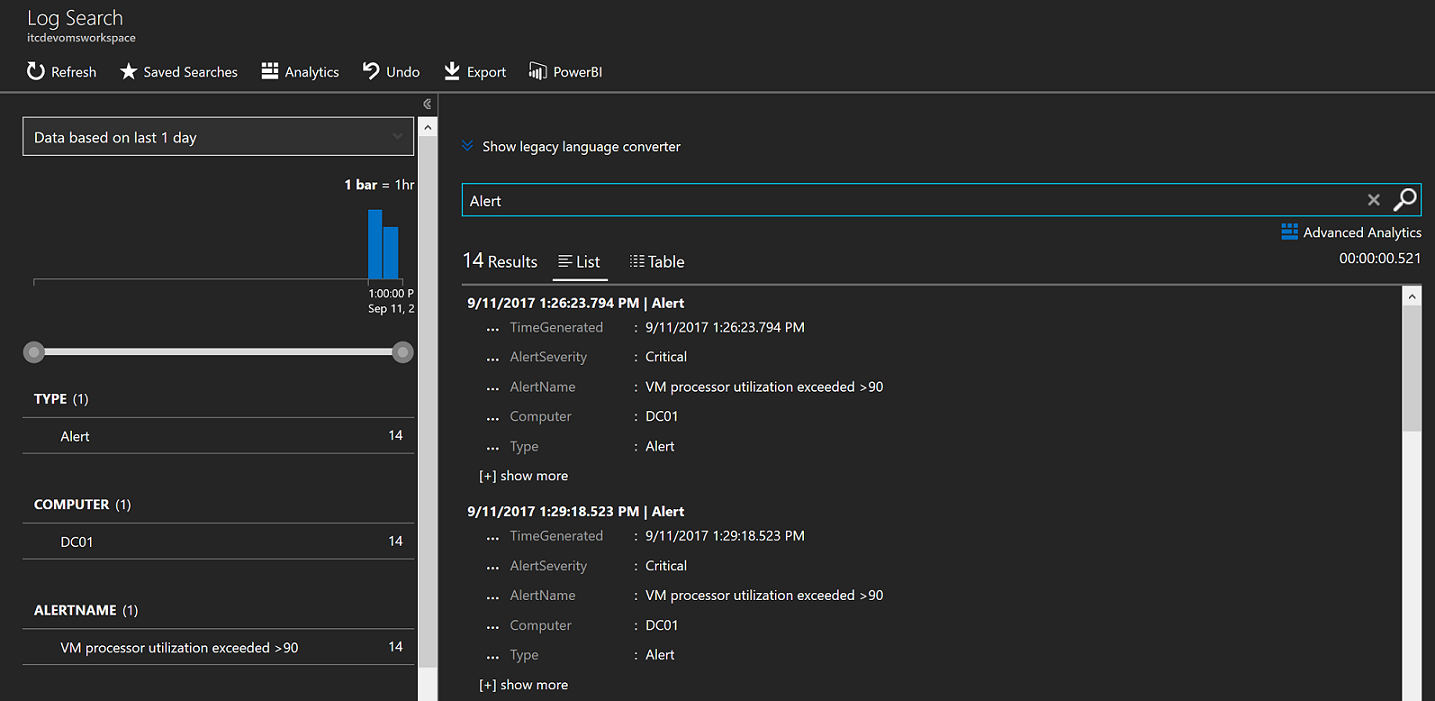 Log Search
itcdevomsworkspace
Refresh Saved Searches Analytics Undo Export PowerBI
Data based on last 1 day
1 bar = 1hr
1:00:00 P
Sep 11, 2
TYPE (1)
Alert 14
COMPUTER (1)
DC01 14
ALERTNAME (1)
VM processor utilization exceeded >90 14
Show legacy language converter
Alert
Advanced Analytics
14 Results List Table 00:00:00.521
9/11/2017 1:26:23.794 PM | Alert
... TimeGenerated : 9/11/2017 1:26:23.794 PM
... AlertSeverity : Critical
... AlertName : VM processor utilization exceeded >90
... Computer : DC01
... Type : Alert
[+] show more
9/11/2017 1:29:18.523 PM | Alert
... TimeGenerated : 9/11/2017 1:29:18.523 PM
... AlertSeverity : Critical
... AlertName : VM processor utilization exceeded >90
... Computer : DC01
... Type : Alert
[+] show more